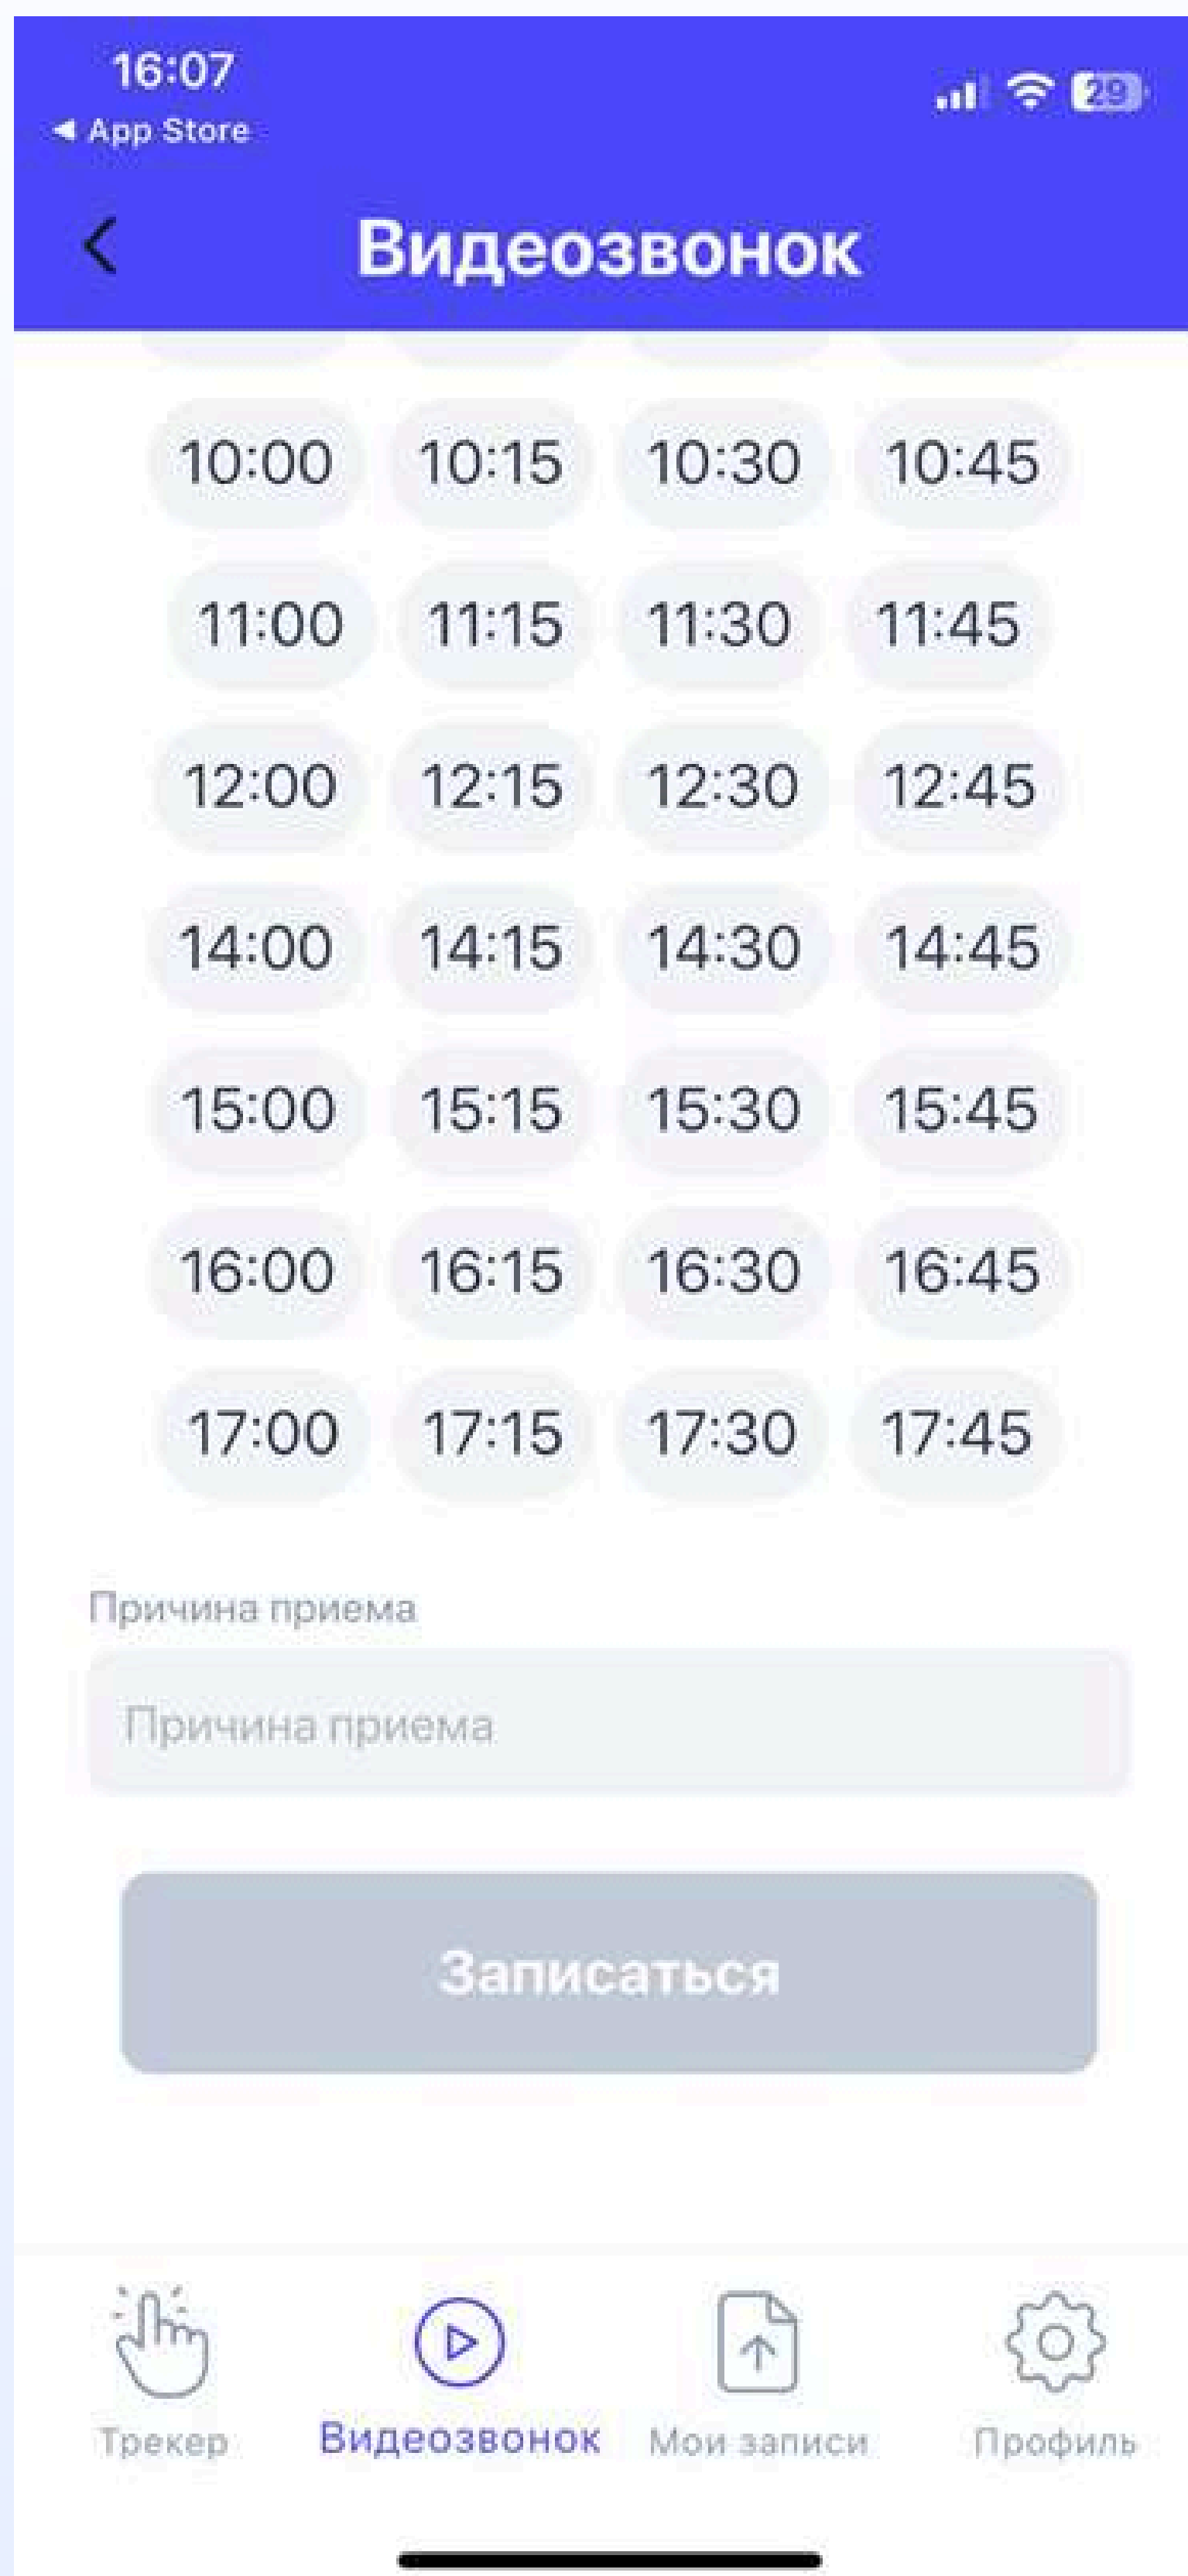 16:07
29
◀ App Store
Видеозвонок
10:00 10:15 10:30 10:45
11:00 11:15 11:30 11:45
12:00 12:15 12:30 12:45
14:00 14:15 14:30 14:45
15:00 15:15 15:30 15:45
16:00 16:15 16:30 16:45
17:00 17:15 17:30 17:45
Причина приема
Причина приема
Записаться
Трекер Видеозвонок Мои записи Профиль